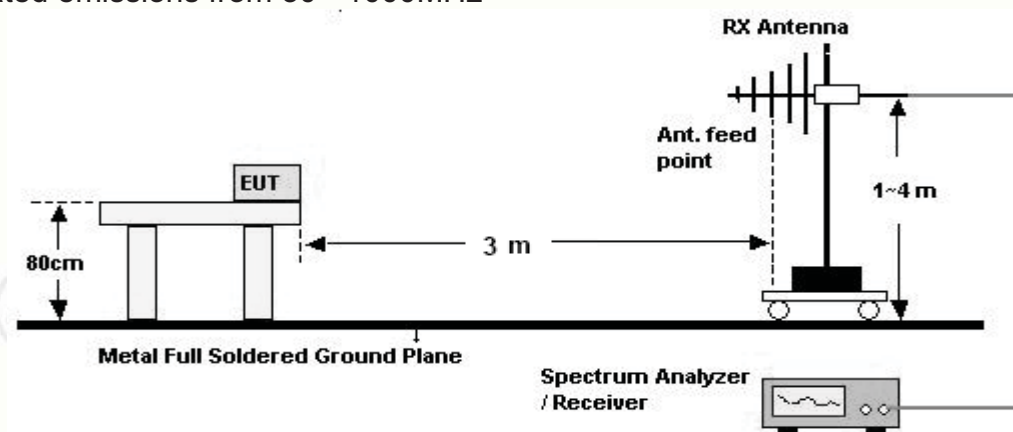 RX Antenna
Ant. feed
point
EUT
1~4 m
3 m
80cm
Metal Full Soldered Ground Plane
Spectrum Analyzer
/ Receiver